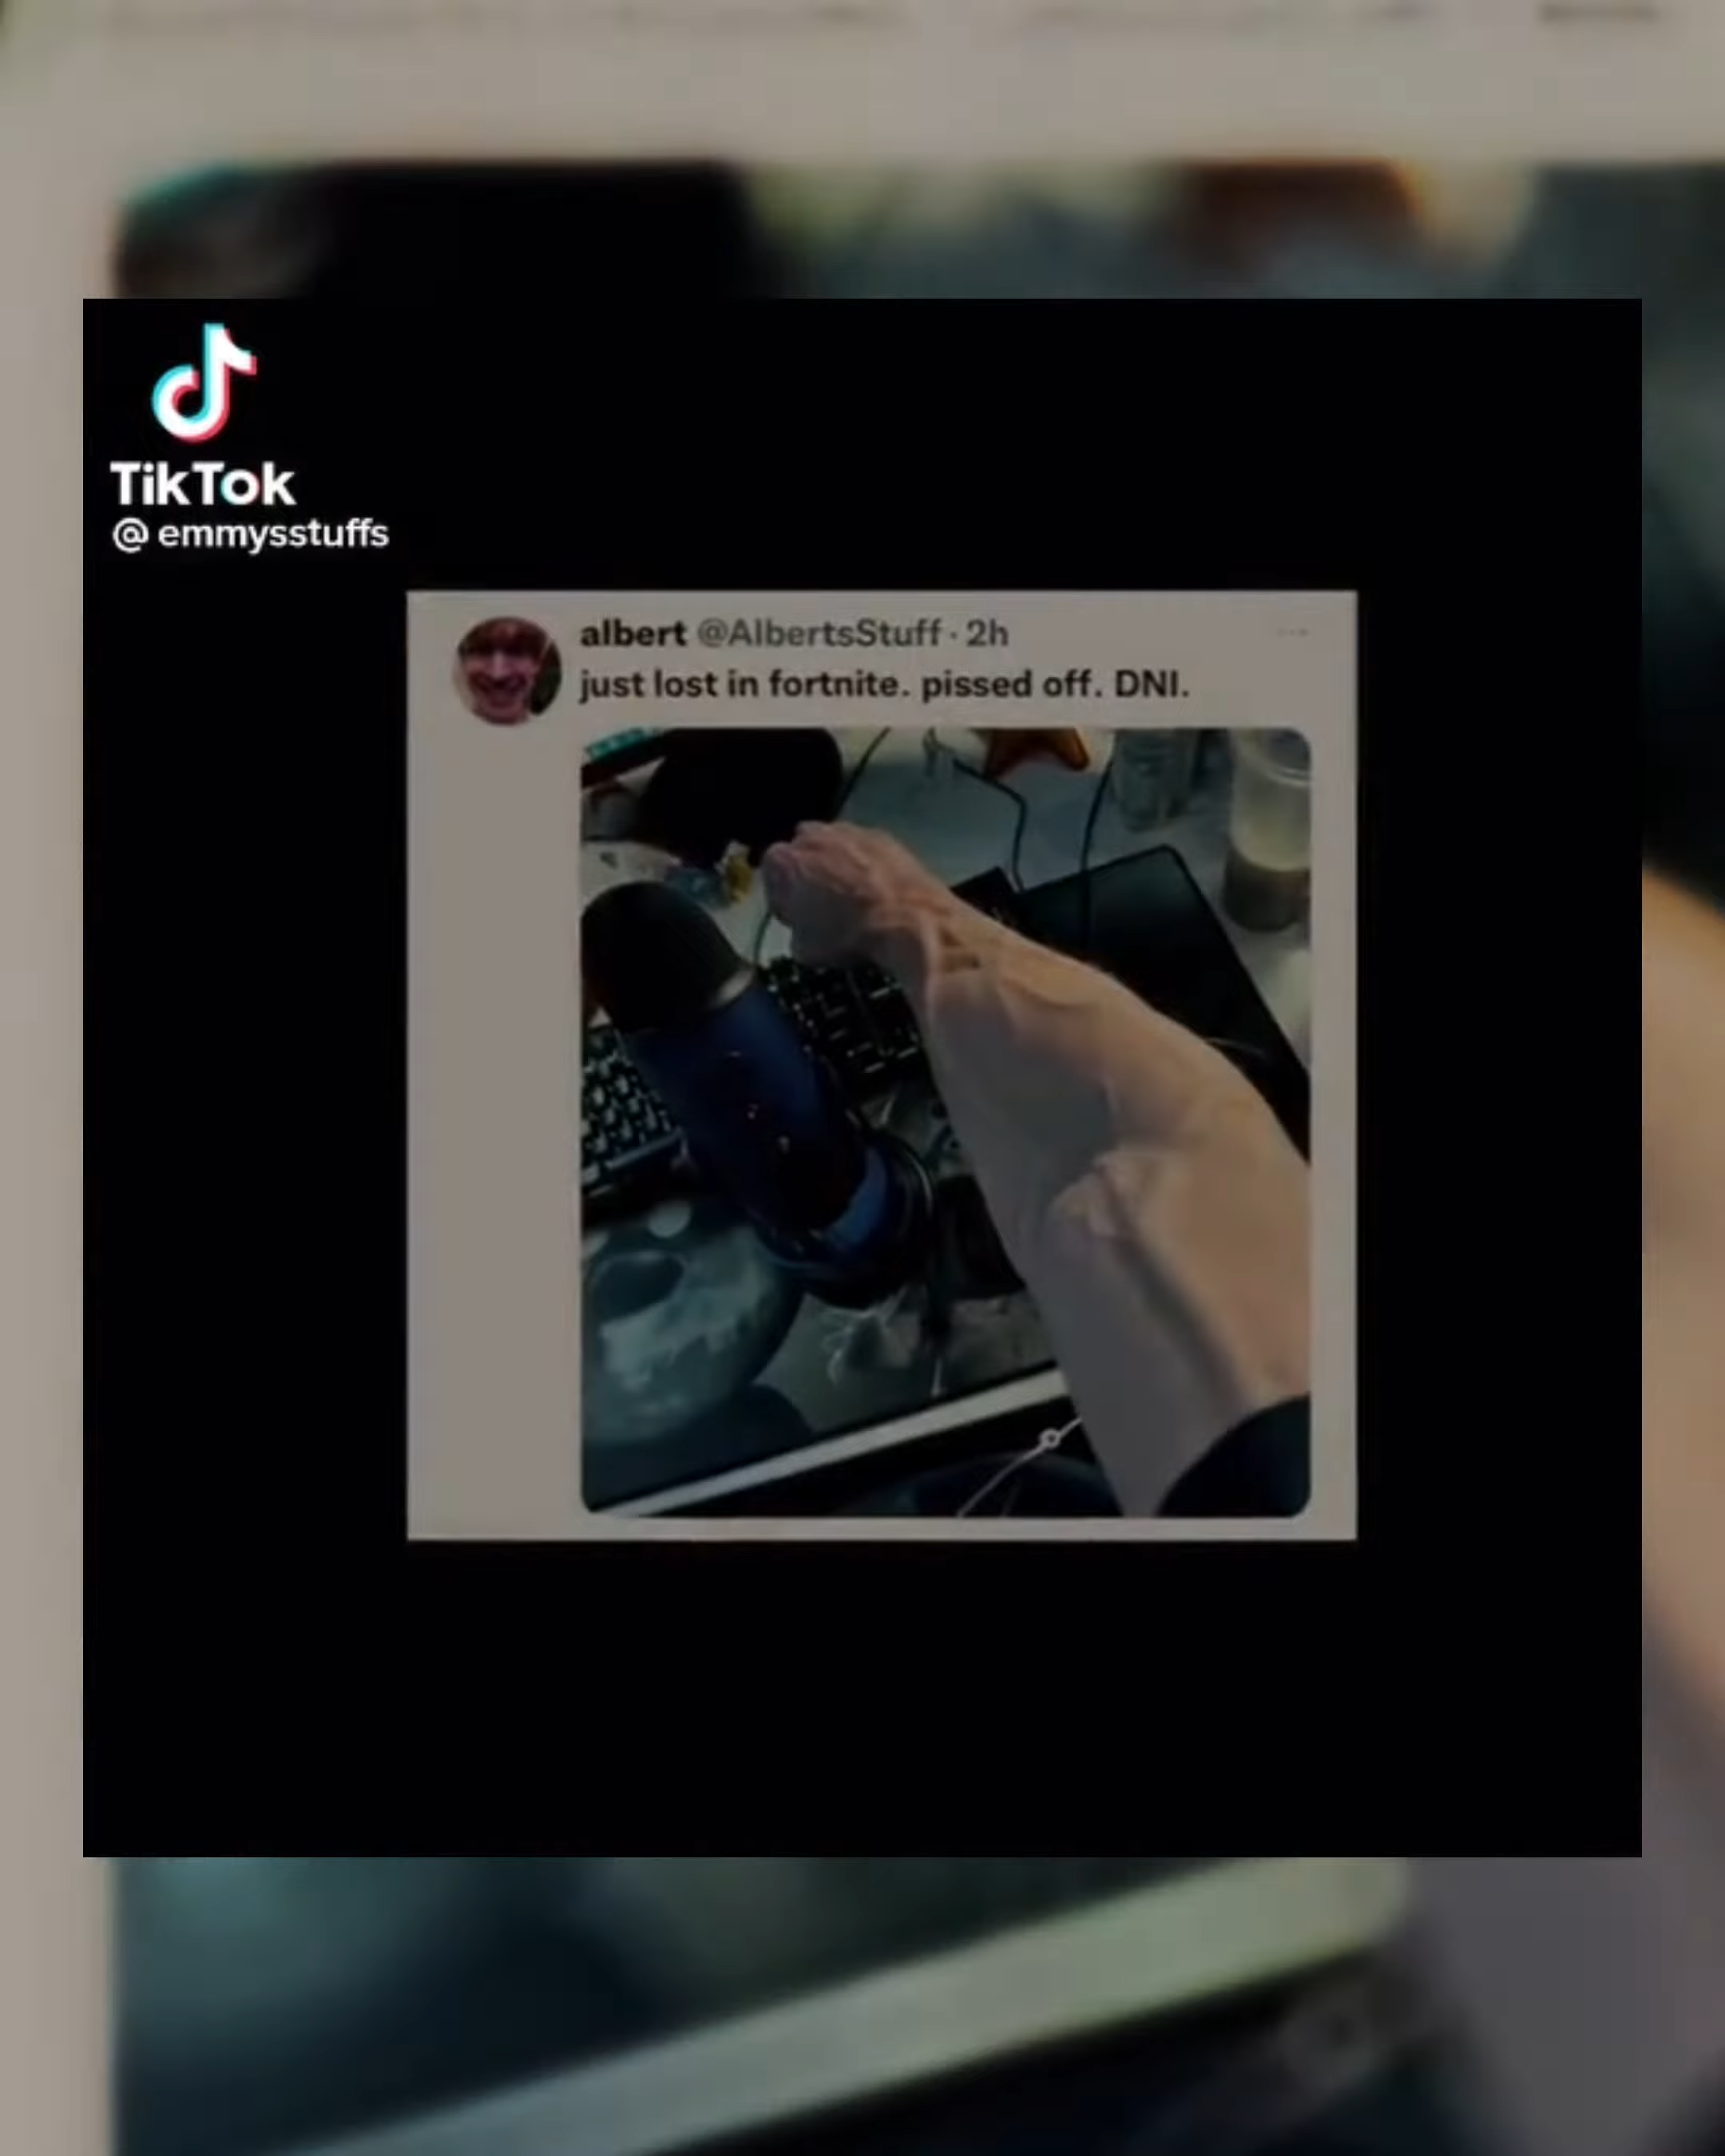 TikTok
@ emmysstuffs
albert @AlbertsStuff · 2h
just lost in fortnite. pissed off. DNI.